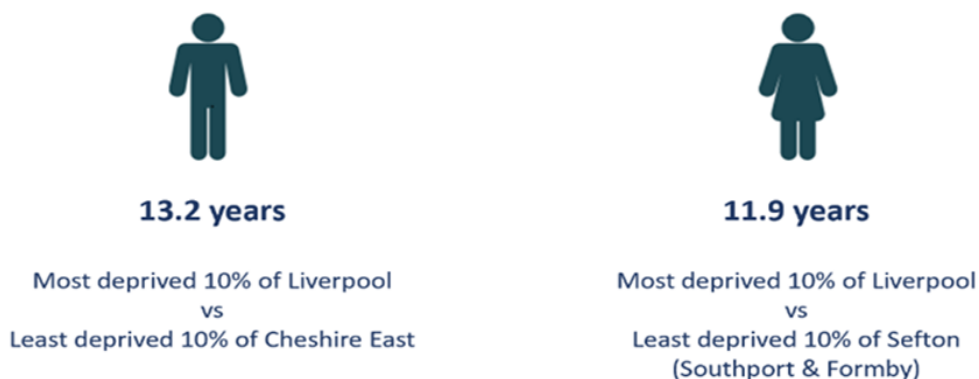 13.2 years
Most deprived 10% of Liverpool
vs
Least deprived 10% of Cheshire East
11.9 years
Most deprived 10% of Liverpool
vs
Least deprived 10% of Sefton
(Southport & Formby)